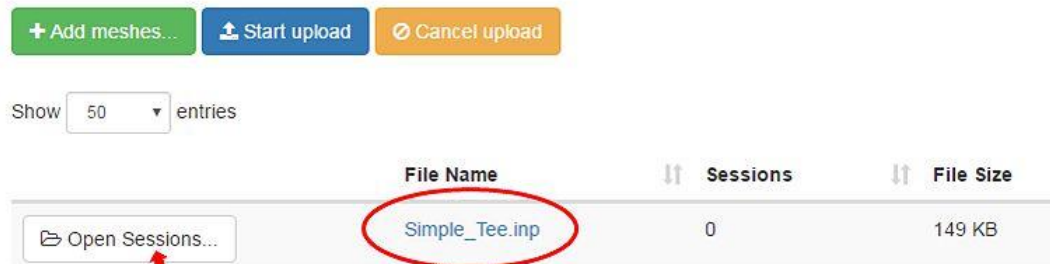 Add meshes... Start upload Cancel upload
Show 50 entries
File Name Sessions File Size
Open Sessions... Simple_Tee.inp 0 149 KB